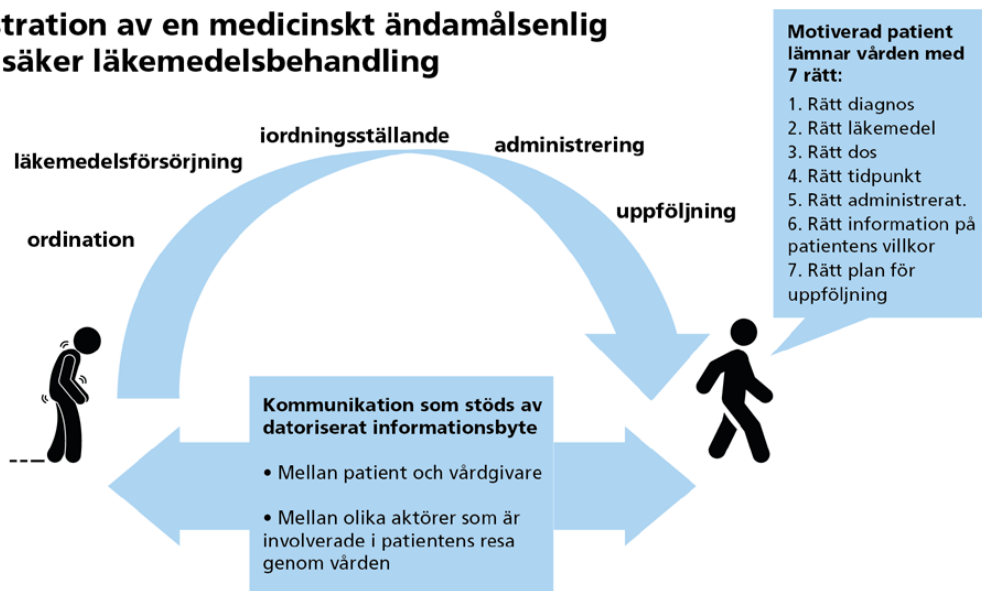 stration av en medicinskt ändamålsenlig
säker läkemedelsbehandling
iordningsställande
läkemedelsförsörjning
administrering
ordination
uppföljning
Motiverad patient
lämnar vården med
7 rätt:
1. Rätt diagnos
2. Rätt läkemedel
3. Rätt dos
4. Rätt tidpunkt
5. Rätt administrerat.
6. Rätt information på
patientens villkor
7. Rätt plan för
uppföljning
Kommunikation som stöds av
datoriserat informationsbyte
• Mellan patient och vårdgivare
• Mellan olika aktörer som är
involverade i patientens resa
genom vården